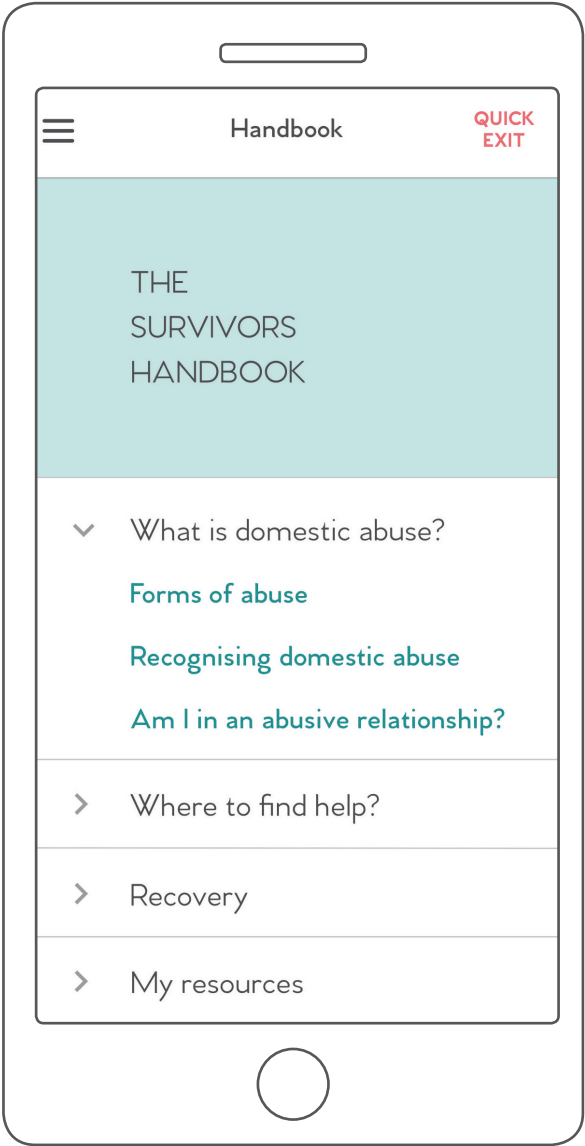 Handbook
QUICK
EXIT
THE
SURVIVORS
HANDBOOK
What is domestic abuse?
Forms of abuse
Recognising domestic abuse
Am I in an abusive relationship?
Where to find help?
Recovery
My resources